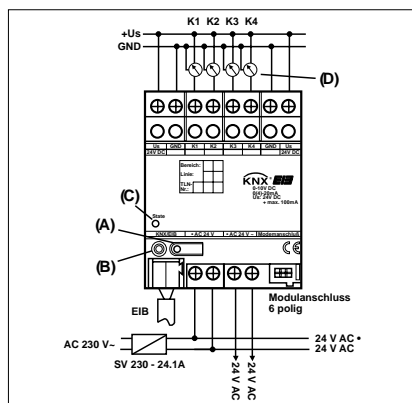 K1 K2 K3 K4
+Us
GND
(D)
Us GND K1 K2 K3 K4 GND Us
24V DC 24V DC
Bereich:
Linie:
TLN-
Nr.:
KNX EIB
0-10V DC
0(4)-20mA
Us: 24V DC
+ max. 100mA
(C)
State
(A)
KNX/EIB • AC 24 V • AC 24 V ~ Modemanschluß
(B)
EIB
Modulanschluss
6 polig
AC 230 V~
SV 230 - 24.1A
24 V AC •
24 V AC
24 V AC •
24 V AC